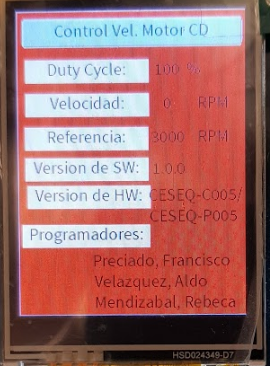 Control Vel. Motor CD
Duty Cycle: 100 %
Velocidad: 0 RPM
Referencia: 3000 RPM
Version de SW: 1.0.0
Version de HW: CESEQ-C005/
CESEQ-P005
Programadores:
Preciado, Francisco
Velazquez, Aldo
Mendizabal, Rebeca
HSD024349-D7